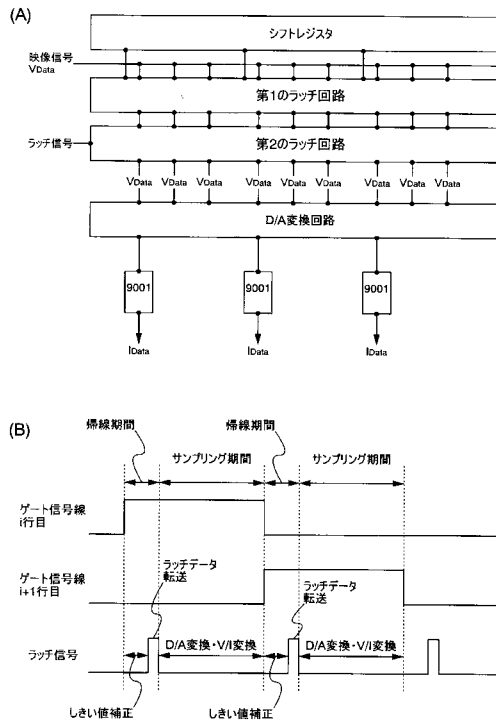 (A)
シフトレジスタ
映像信号
VData
第1のラッチ回路
ラッチ信号
第2のラッチ回路
VData VData VData VData VData VData VData VData VData
D/A変換回路
9001 9001 9001
IData IData IData
(B)
帰線期間 帰線期間
サンプリング期間 サンプリング期間
ゲート信号線
i行目
ラッチデータ
転送
ラッチデータ
転送
ゲート信号線
i+1行目
D/A変換・V/I変換 D/A変換・V/I変換
ラッチ信号
しきい値補正 しきい値補正